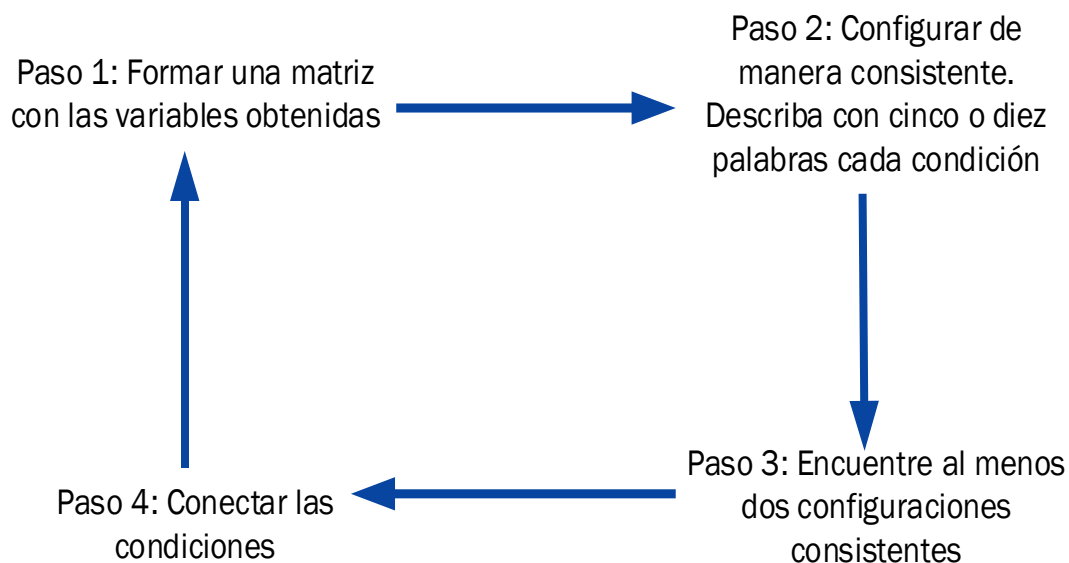 Paso 1: Formar una matriz
con las variables obtenidas
Paso 2: Configurar de
manera consistente.
Describa con cinco o diez
palabras cada condición
Paso 3: Encuentre al menos
dos configuraciones
consistentes
Paso 4: Conectar las
condiciones